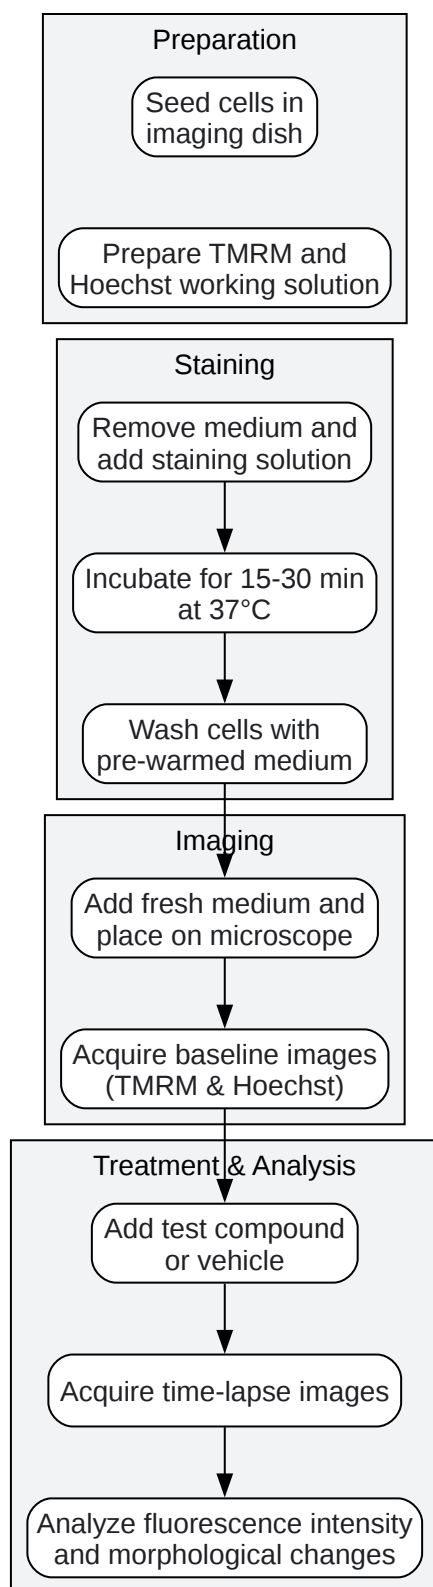 Preparation
Seed cells in
imaging dish
Prepare TMRM and
Hoechst working solution
Staining
Remove medium and
add staining solution
Incubate for 15-30 min
at 37°C
Wash cells with
pre-warmed medium
Imaging
Add fresh medium and
place on microscope
Acquire baseline images
(TMRM & Hoechst)
Treatment & Analysis
Add test compound
or vehicle
Acquire time-lapse images
Analyze fluorescence intensity
and morphological changes